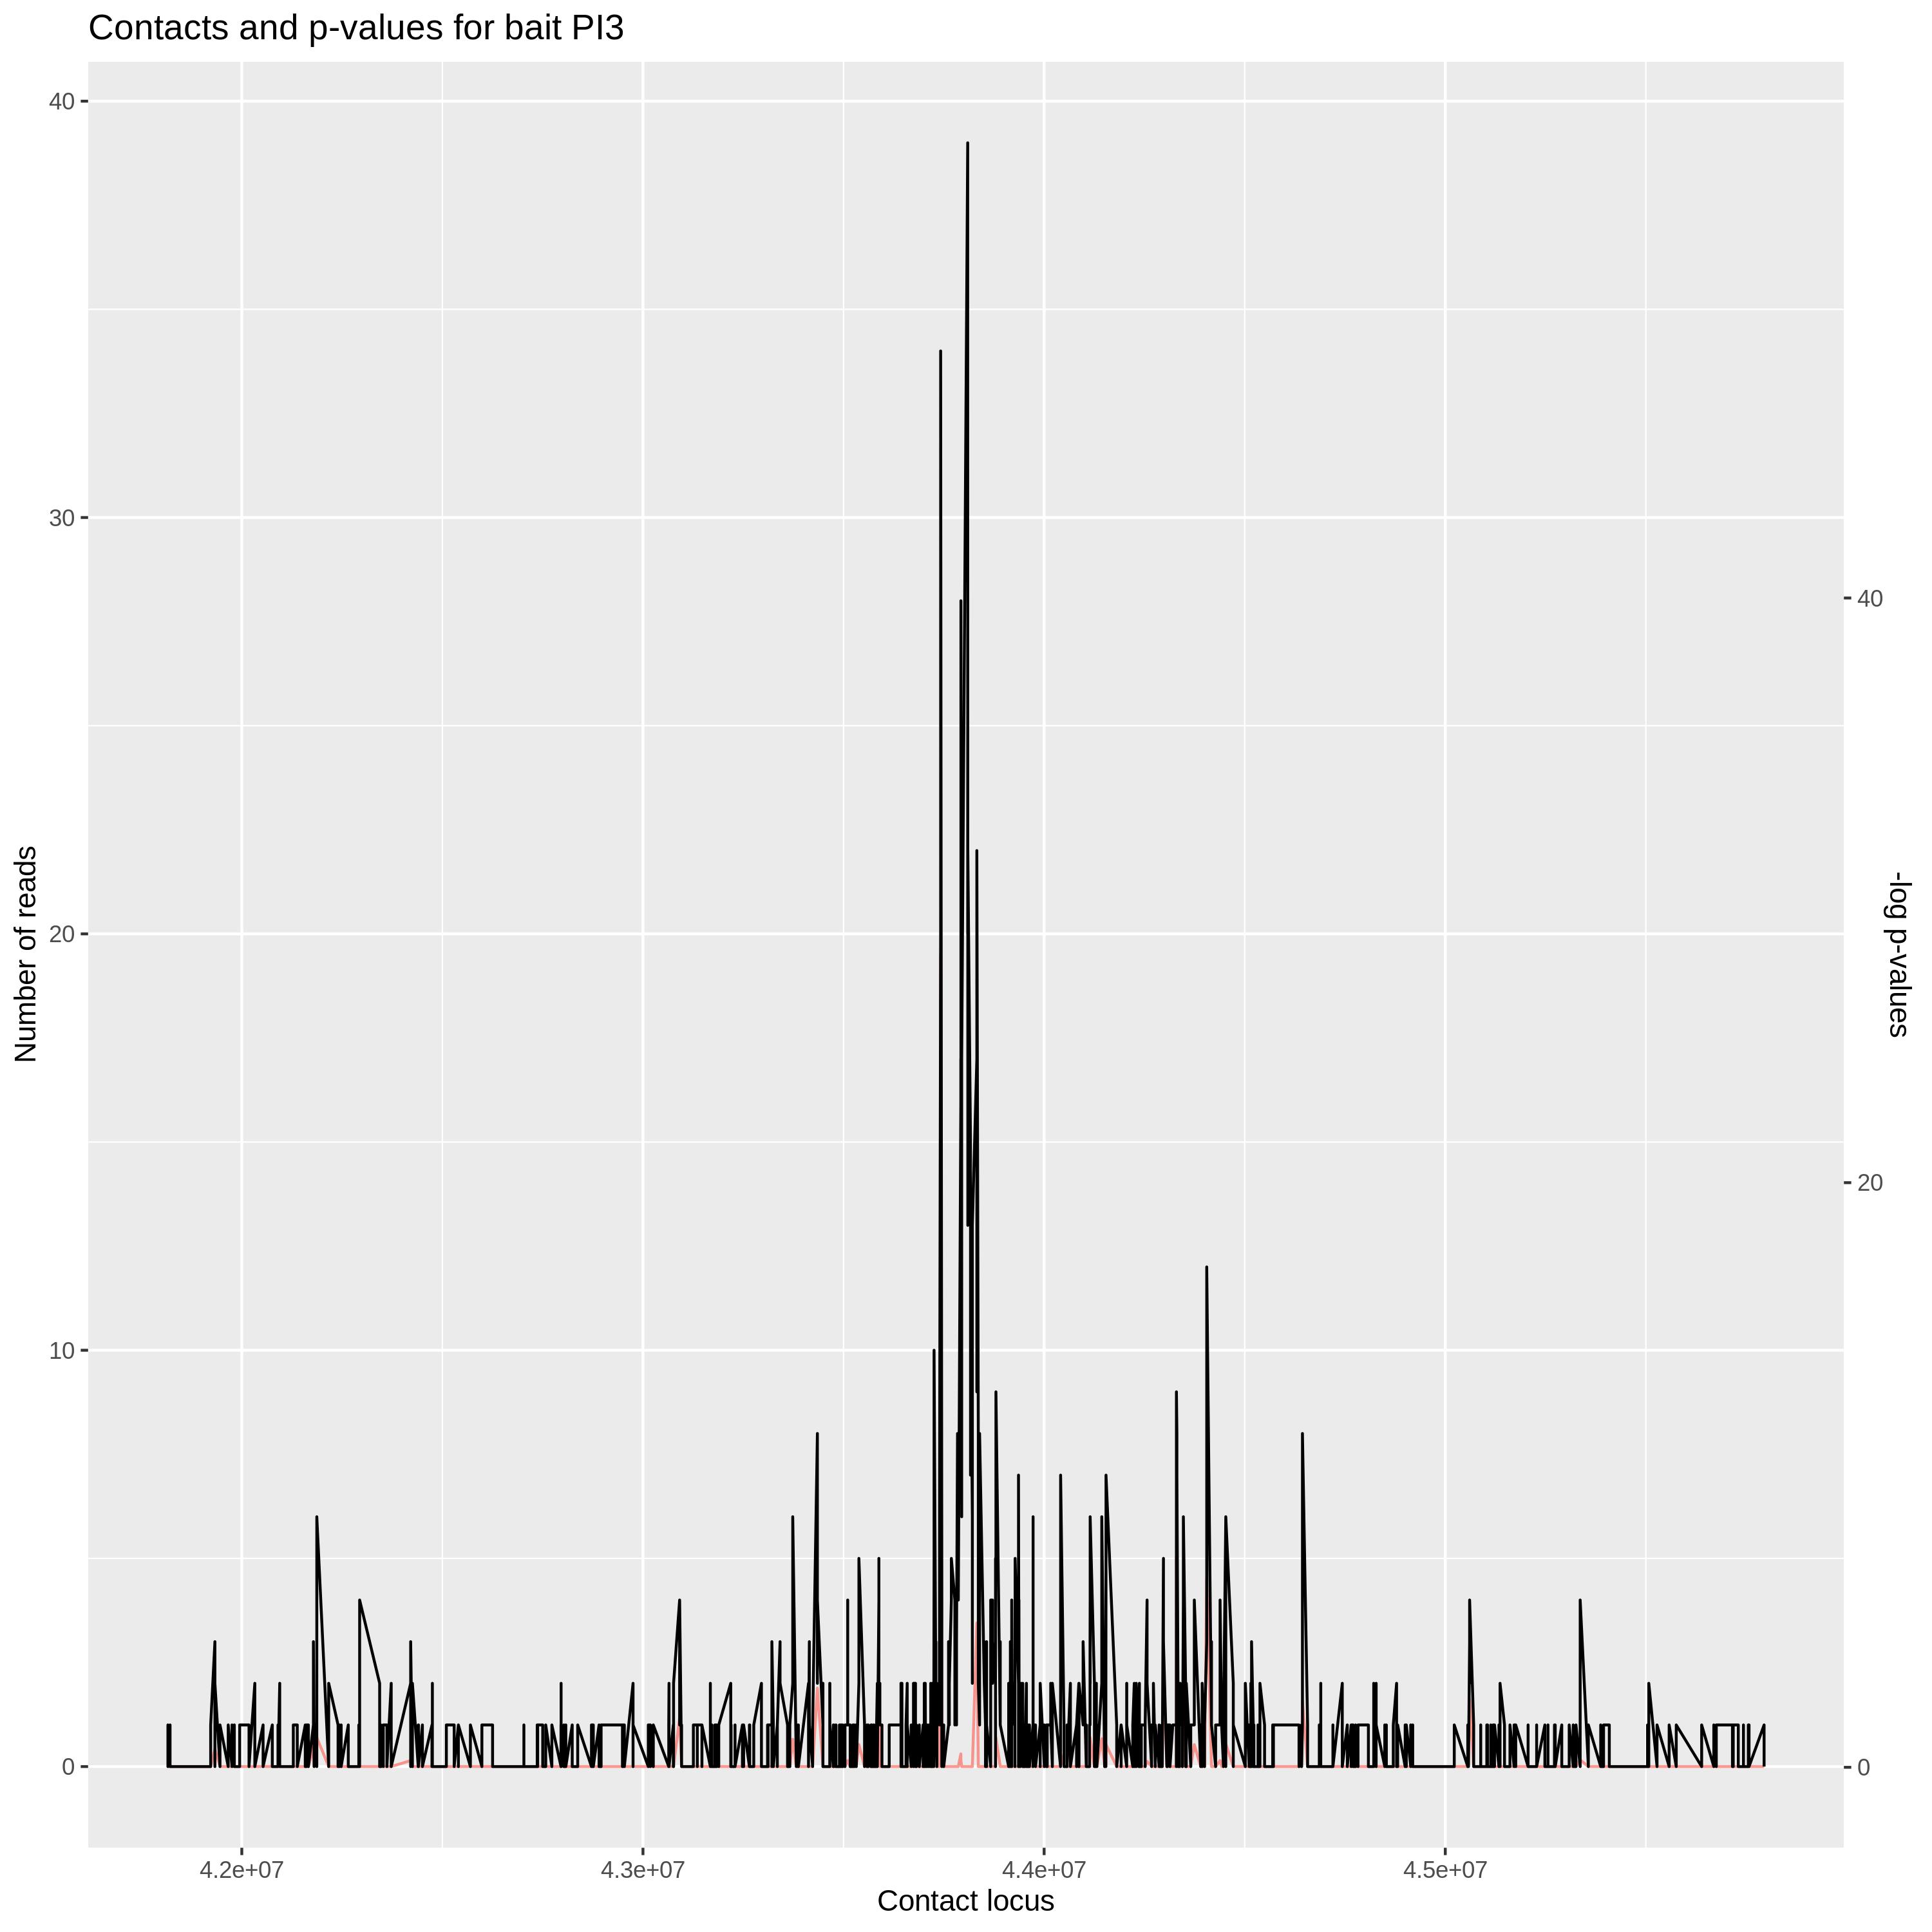 Contacts and p-values for bait PI3
40
30
20
10
0
Number of reads
40
20
0
-log p-values
4.2e+07
4.3e+07
4.4e+07
4.5e+07
Contact locus